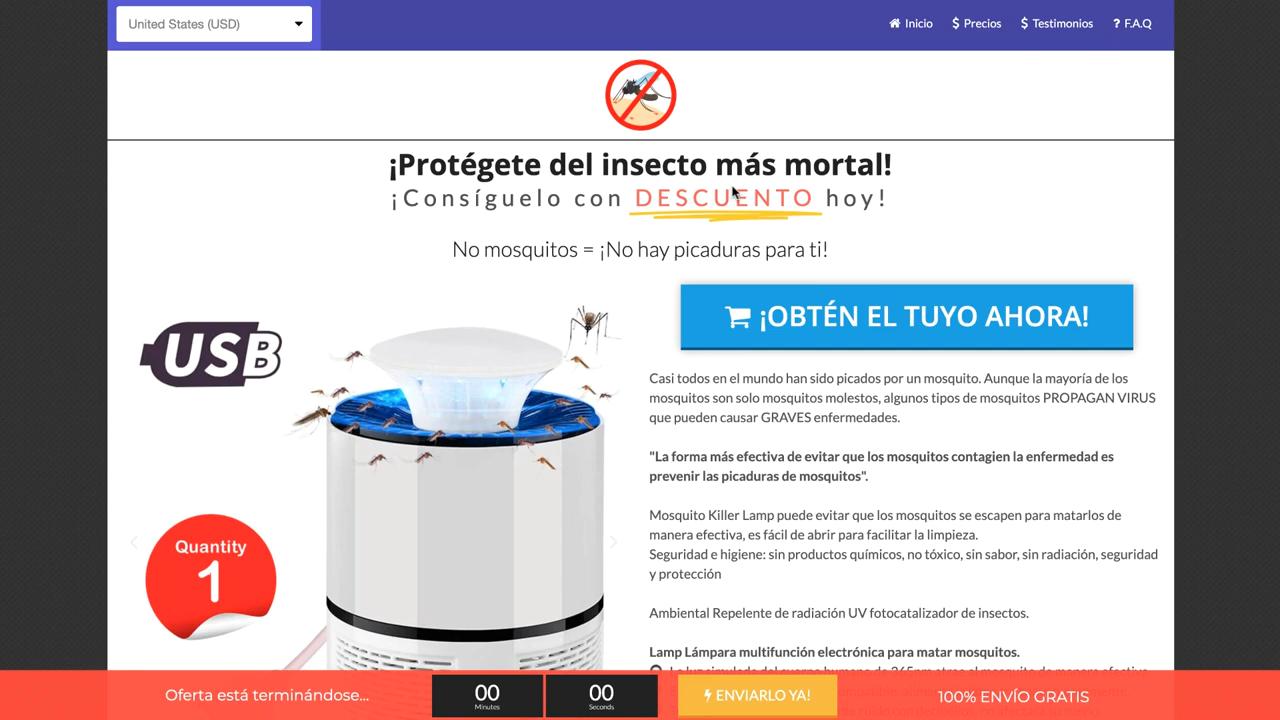 United States (USD)
Inicio
Precios
Testimonios
? F.A.Q
¡Protégete del insecto más mortal!
¡Consíguelo con DESCUENTO hoy!
No mosquitos = ¡No hay picaduras para ti!
USB
¡OBTÉN EL TUYO AHORA!
Casi todos en el mundo han sido picados por un mosquito. Aunque la mayoría de los
mosquitos son solo mosquitos molestos, algunos tipos de mosquitos PROPAGAN VIRUS
que pueden causar GRAVES enfermedades.
"La forma más efectiva de evitar que los mosquitos contagien la enfermedad es
prevenir las picaduras de mosquitos".
Mosquito Killer Lamp puede evitar que los mosquitos se escapen para matarlos de
manera efectiva, es fácil de abrir para facilitar la limpieza.
Seguridad e higiene: sin productos químicos, no tóxico, sin sabor, sin radiación, seguridad
y protección
Quantity
1
Ambiental Repelente de radiación UV fotocatalizador de insectos.
Lamp Lámpara multifunción electrónica para matar mosquitos.
Oferta está terminándose...
00
Minutes
00
Seconds
ENVIARLO YA!
100% ENVÍO GRATIS